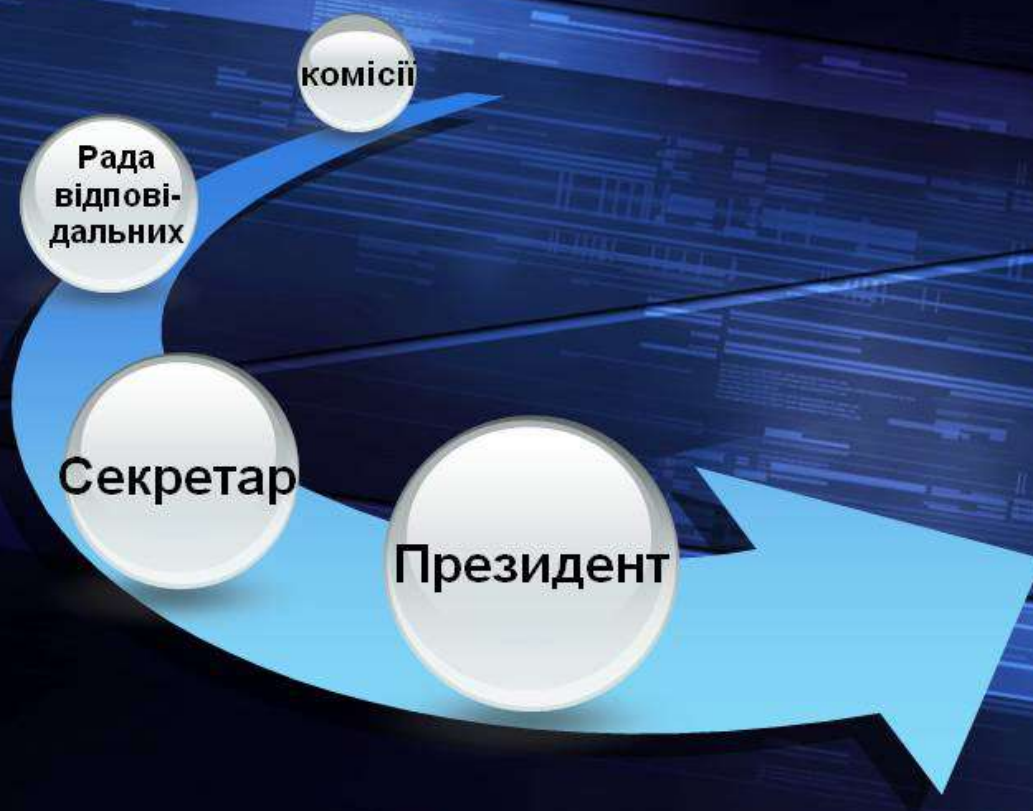 комісії
Рада
відпові-
дальних
Секретар
Президент